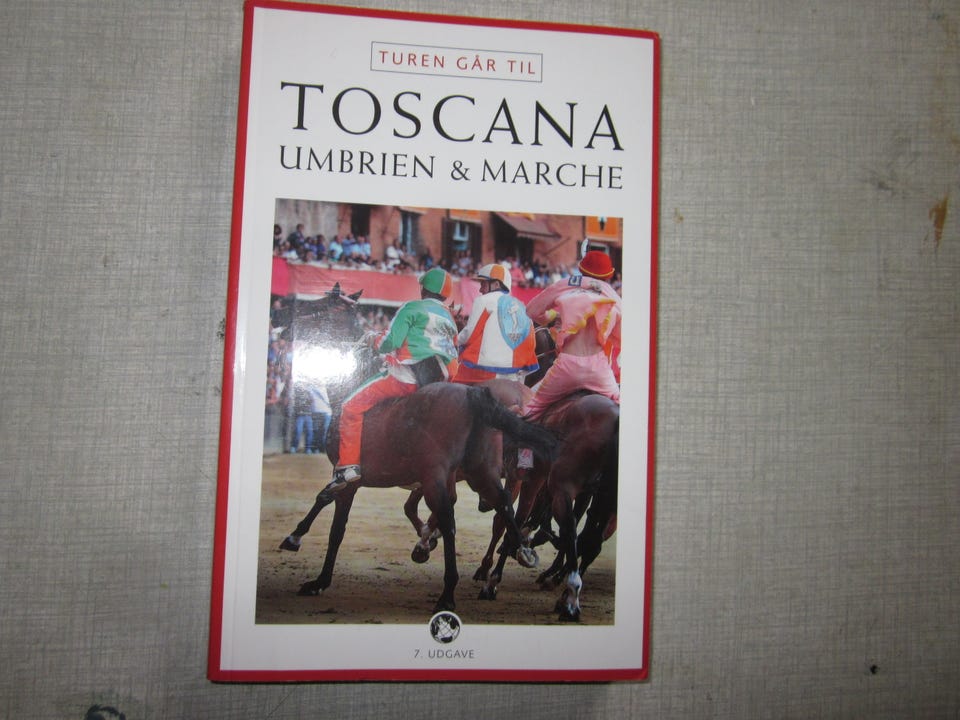 TUREN GÅR TIL
TOSCANA
UMBRIEN & MARCHE
7. UDGAVE